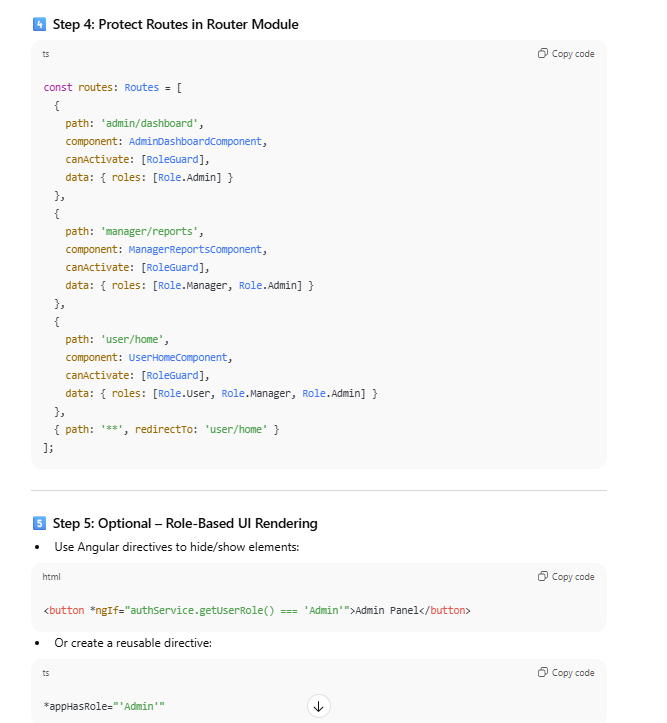 4 Step 4: Protect Routes in Router Module
ts
Copy code
const routes: Routes = [
  {
    path: 'admin/dashboard',
    component: AdminDashboardComponent,
    canActivate: [RoleGuard],
    data: { roles: [Role.Admin] }
  },
  {
    path: 'manager/reports',
    component: ManagerReportsComponent,
    canActivate: [RoleGuard],
    data: { roles: [Role.Manager, Role.Admin] }
  },
  {
    path: 'user/home',
    component: UserHomeComponent,
    canActivate: [RoleGuard],
    data: { roles: [Role.User, Role.Manager, Role.Admin] }
  },
  { path: '**', redirectTo: 'user/home' }
];
5 Step 5: Optional – Role-Based UI Rendering
• Use Angular directives to hide/show elements:
html
Copy code
<button *ngIf="authService.getUserRole() === 'Admin'">Admin Panel</button>
• Or create a reusable directive:
ts
Copy code
*appHasRole="'Admin'"